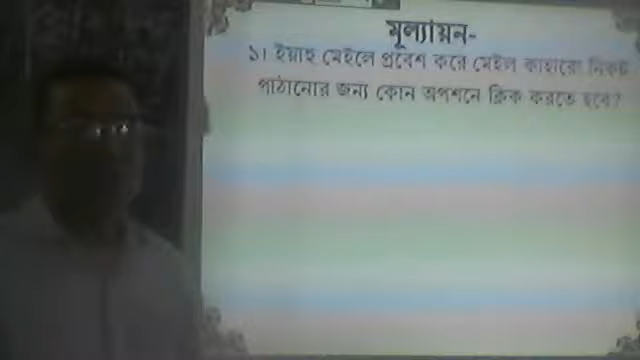 মূল্যায়ন-
১। ইয়াহু মেইলে প্রবেশ করে মেইল কাহারো নিকট
পাঠানোর জন্য কোন অপশনে ক্লিক করতে হবে?